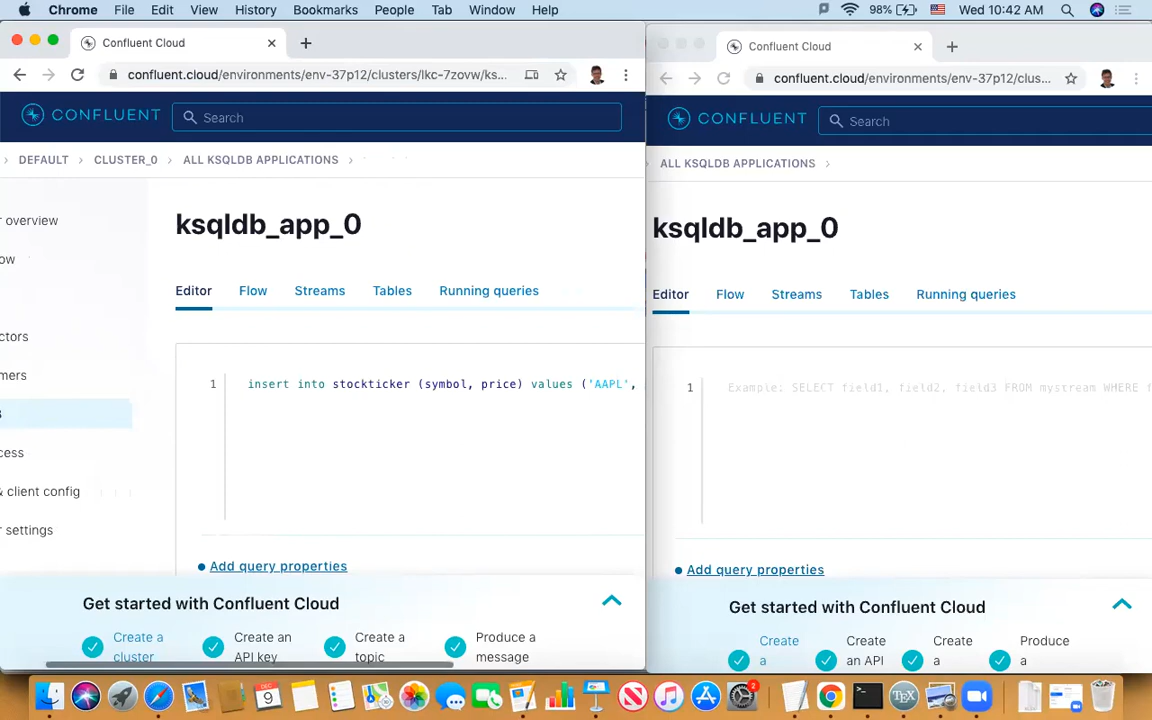 Chrome File Edit View History Bookmarks People Tab Window Help 98% Wed 10:42 AM
Confluent Cloud
confluent.cloud/environments/env-37p12/clusters/lkc-7zovw/ks...
CONFLUENT Search
DEFAULT CLUSTER_0 ALL KSQLDB APPLICATIONS
r overview
ow
ctors
mers
B
cess
& client config
r settings
ksqldb_app_0
Editor Flow Streams Tables Running queries
1 insert into stockticker (symbol, price) values ('AAPL',
Add query properties
Get started with Confluent Cloud
Create a
cluster
Create an
API key
Create a
topic
Produce a
message
Confluent Cloud
confluent.cloud/environments/env-37p12/clus...
CONFLUENT Search
ALL KSQLDB APPLICATIONS
ksqldb_app_0
Editor Flow Streams Tables Running queries
1 Example: SELECT field1, field2, field3 FROM mystream WHERE f
Add query properties
Get started with Confluent Cloud
Create
a
Create
an API
Create
a
Produce
a
DEC
9
2
TEX